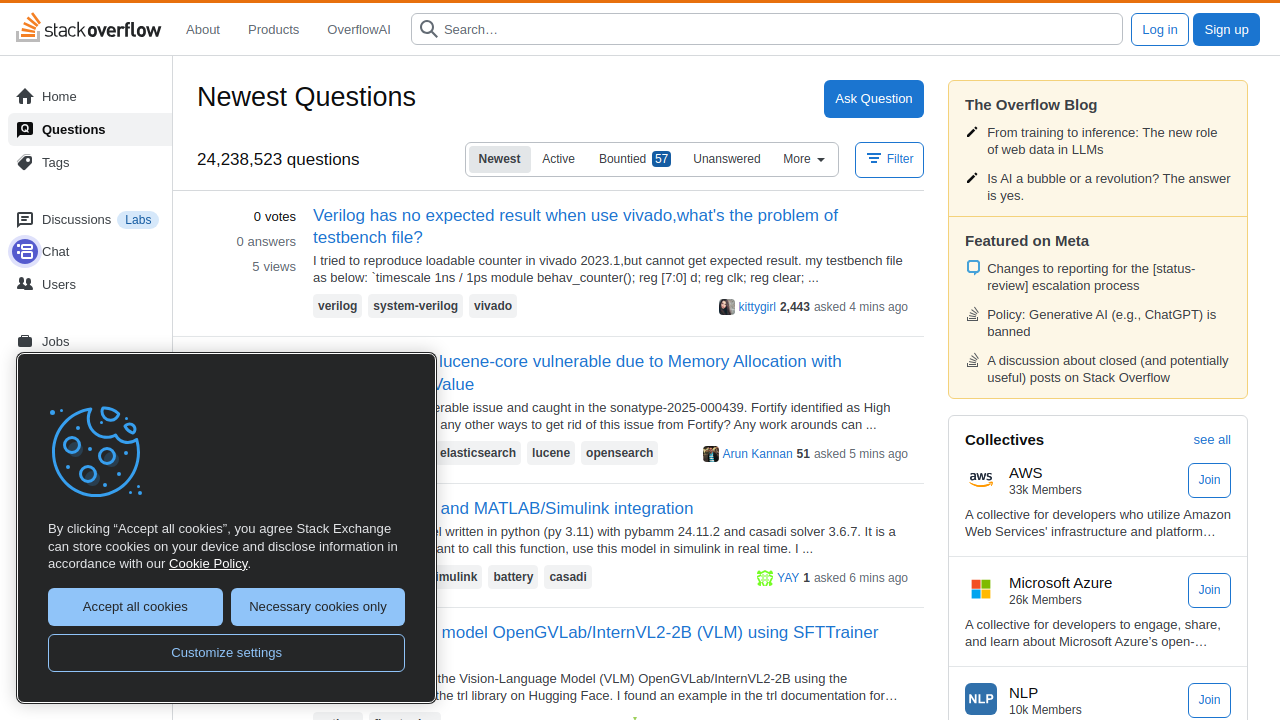 stack overflow
About
Products
OverflowAI
Search…
Log in
Sign up
Home
Questions
Tags
Discussions Labs
Chat
Users
Jobs
Newest Questions
Ask Question
24,238,523 questions
Newest
Active
Bountied 57
Unanswered
More
Filter
0 votes
0 answers
5 views
Verilog has no expected result when use vivado,what's the problem of
testbench file?
I tried to reproduce loadable counter in vivado 2023.1,but cannot get expected result. my testbench file
as below: `timescale 1ns / 1ps module behav_counter(); reg [7:0] d; reg clk; reg clear; ...
verilog system-verilog vivado
kittygirl 2,443 asked 4 mins ago
lucene-core vulnerable due to Memory Allocation with
Value
erable issue and caught in the sonatype-2025-000439. Fortify identified as High
any other ways to get rid of this issue from Fortify? Any work arounds can ...
elasticsearch lucene opensearch
Arun Kannan 51 asked 5 mins ago
and MATLAB/Simulink integration
el written in python (py 3.11) with pybamm 24.11.2 and casadi solver 3.6.7. It is a
ant to call this function, use this model in simulink in real time. I ...
imulink battery casadi
YAY 1 asked 6 mins ago
model OpenGVLab/InternVL2-2B (VLM) using SFTTrainer
the Vision-Language Model (VLM) OpenGVLab/InternVL2-2B using the
the trl library on Hugging Face. I found an example in the trl documentation for…
By clicking “Accept all cookies”, you agree Stack Exchange
can store cookies on your device and disclose information in
accordance with our Cookie Policy.
Accept all cookies
Necessary cookies only
Customize settings
The Overflow Blog
From training to inference: The new role
of web data in LLMs
Is AI a bubble or a revolution? The answer
is yes.
Featured on Meta
Changes to reporting for the [status-
review] escalation process
Policy: Generative AI (e.g., ChatGPT) is
banned
A discussion about closed (and potentially
useful) posts on Stack Overflow
Collectives
see all
aws
AWS
33k Members
Join
A collective for developers who utilize Amazon
Web Services' infrastructure and platform…
Microsoft Azure
26k Members
Join
A collective for developers to engage, share,
and learn about Microsoft Azure's open-…
NLP
NLP
10k Members
Join